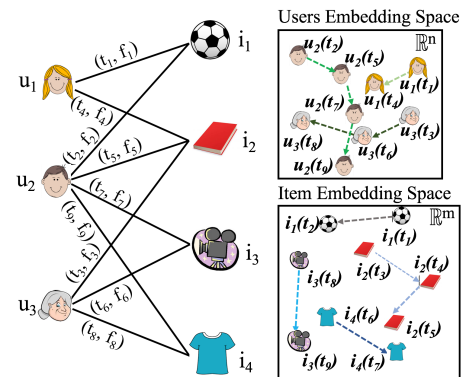 Users Embedding Space
ℝⁿ
u₂(t₂)
u₂(t₅)
u₂(t₇)
u₁(t₄)
u₁(t₁)
u₃(t₈)
u₃(t₆)
u₃(t₃)
u₂(t₉)
Item Embedding Space
ℝᵐ
i₁(t₂)
i₁(t₁)
i₂(t₃)
i₂(t₄)
i₃(t₈)
i₄(t₆)
i₂(t₅)
i₃(t₉)
i₄(t₇)
u₁
u₂
u₃
i₁
i₂
i₃
i₄
(t₁, f₁)
(t₄, f₄)
(t₂, f₂)
(t₅, f₅)
(t₇, f₇)
(t₉, f₉)
(t₃, f₃)
(t₆, f₆)
(t₈, f₈)